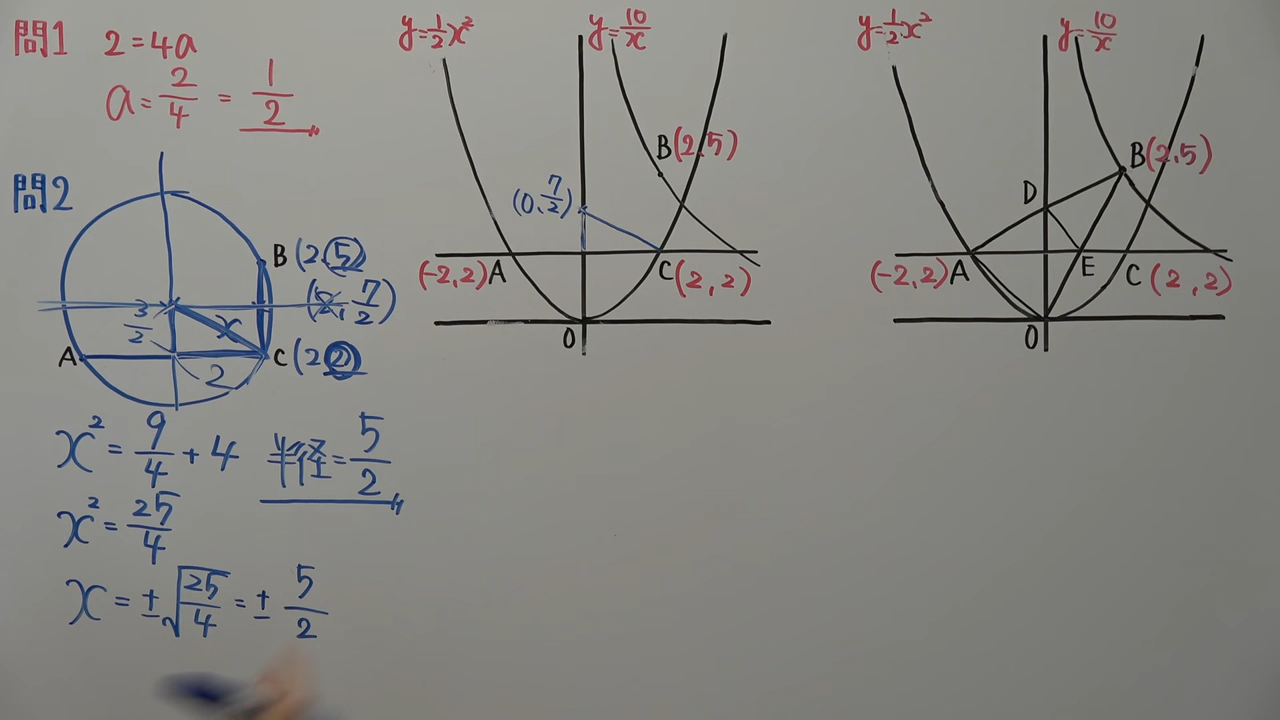 問1 2=4a
a=2/4=1/2
問2
B(2,5)
(2,7/2)
3/2
x
A
2
C(2,2)
x²=9/4+4
半径=5/2
x²=25/4
x=±√25/4=±5/2
y=1/2x²
y=10/x
B(2,5)
(0,7/2)
(-2,2)A
C(2,2)
O
y=1/2x²
y=10/x
B(2,5)
D
(-2,2)A
E
C(2,2)
O